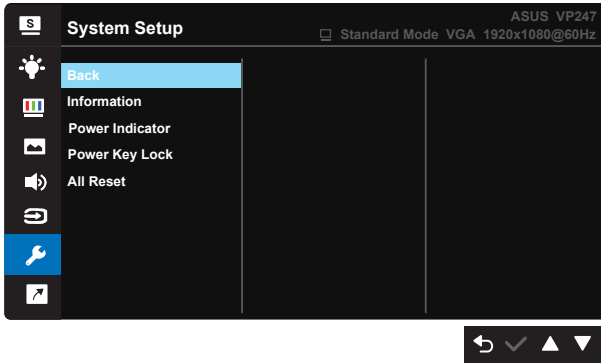 S
System Setup
ASUS VP247
Standard Mode VGA 1920x1080@60Hz
Back
Information
Power Indicator
Power Key Lock
All Reset